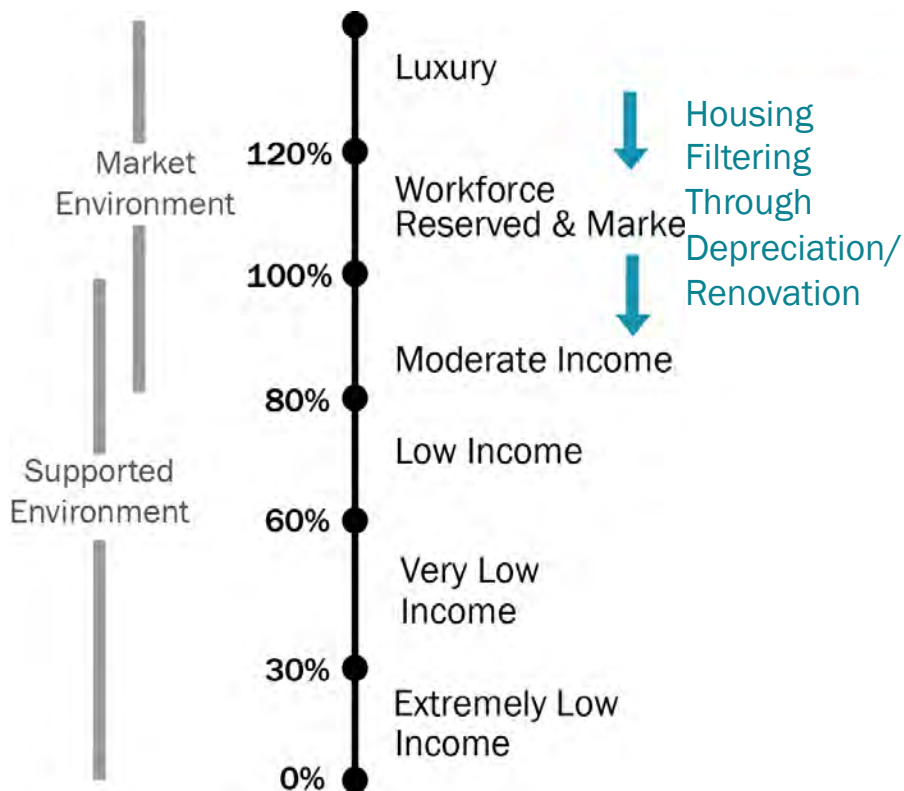 Luxury
Market
Environment
120%
Workforce
Reserved & Marke
Housing
Filtering
Through
Depreciation/
Renovation
100%
Moderate Income
80%
Low Income
Supported
Environment
60%
Very Low
Income
30%
Extremely Low
Income
0%